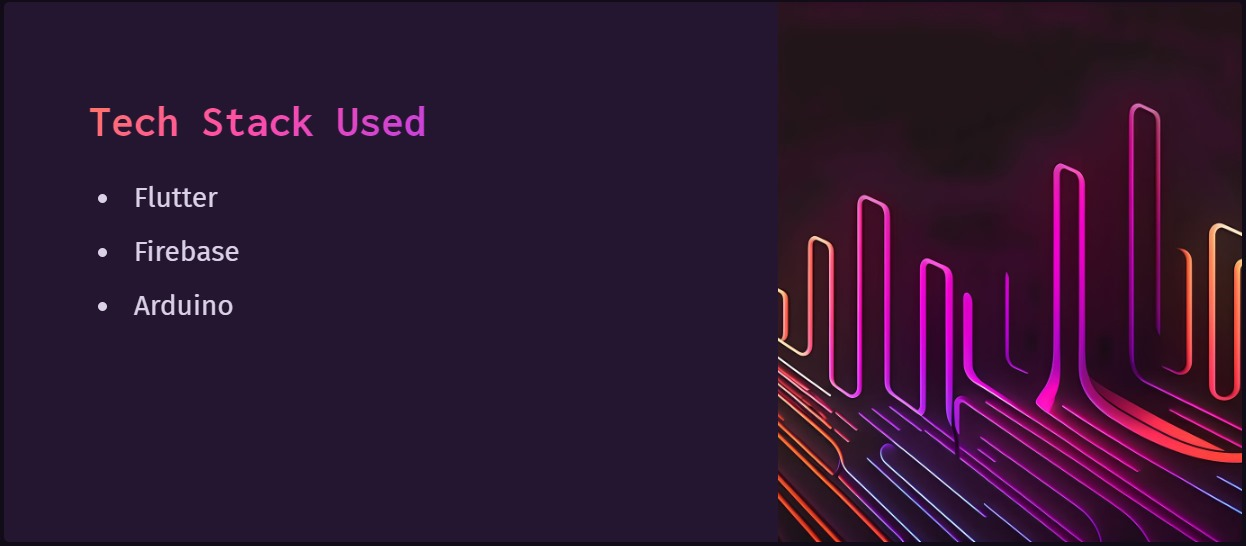 Tech Stack Used
Flutter
Firebase
Arduino